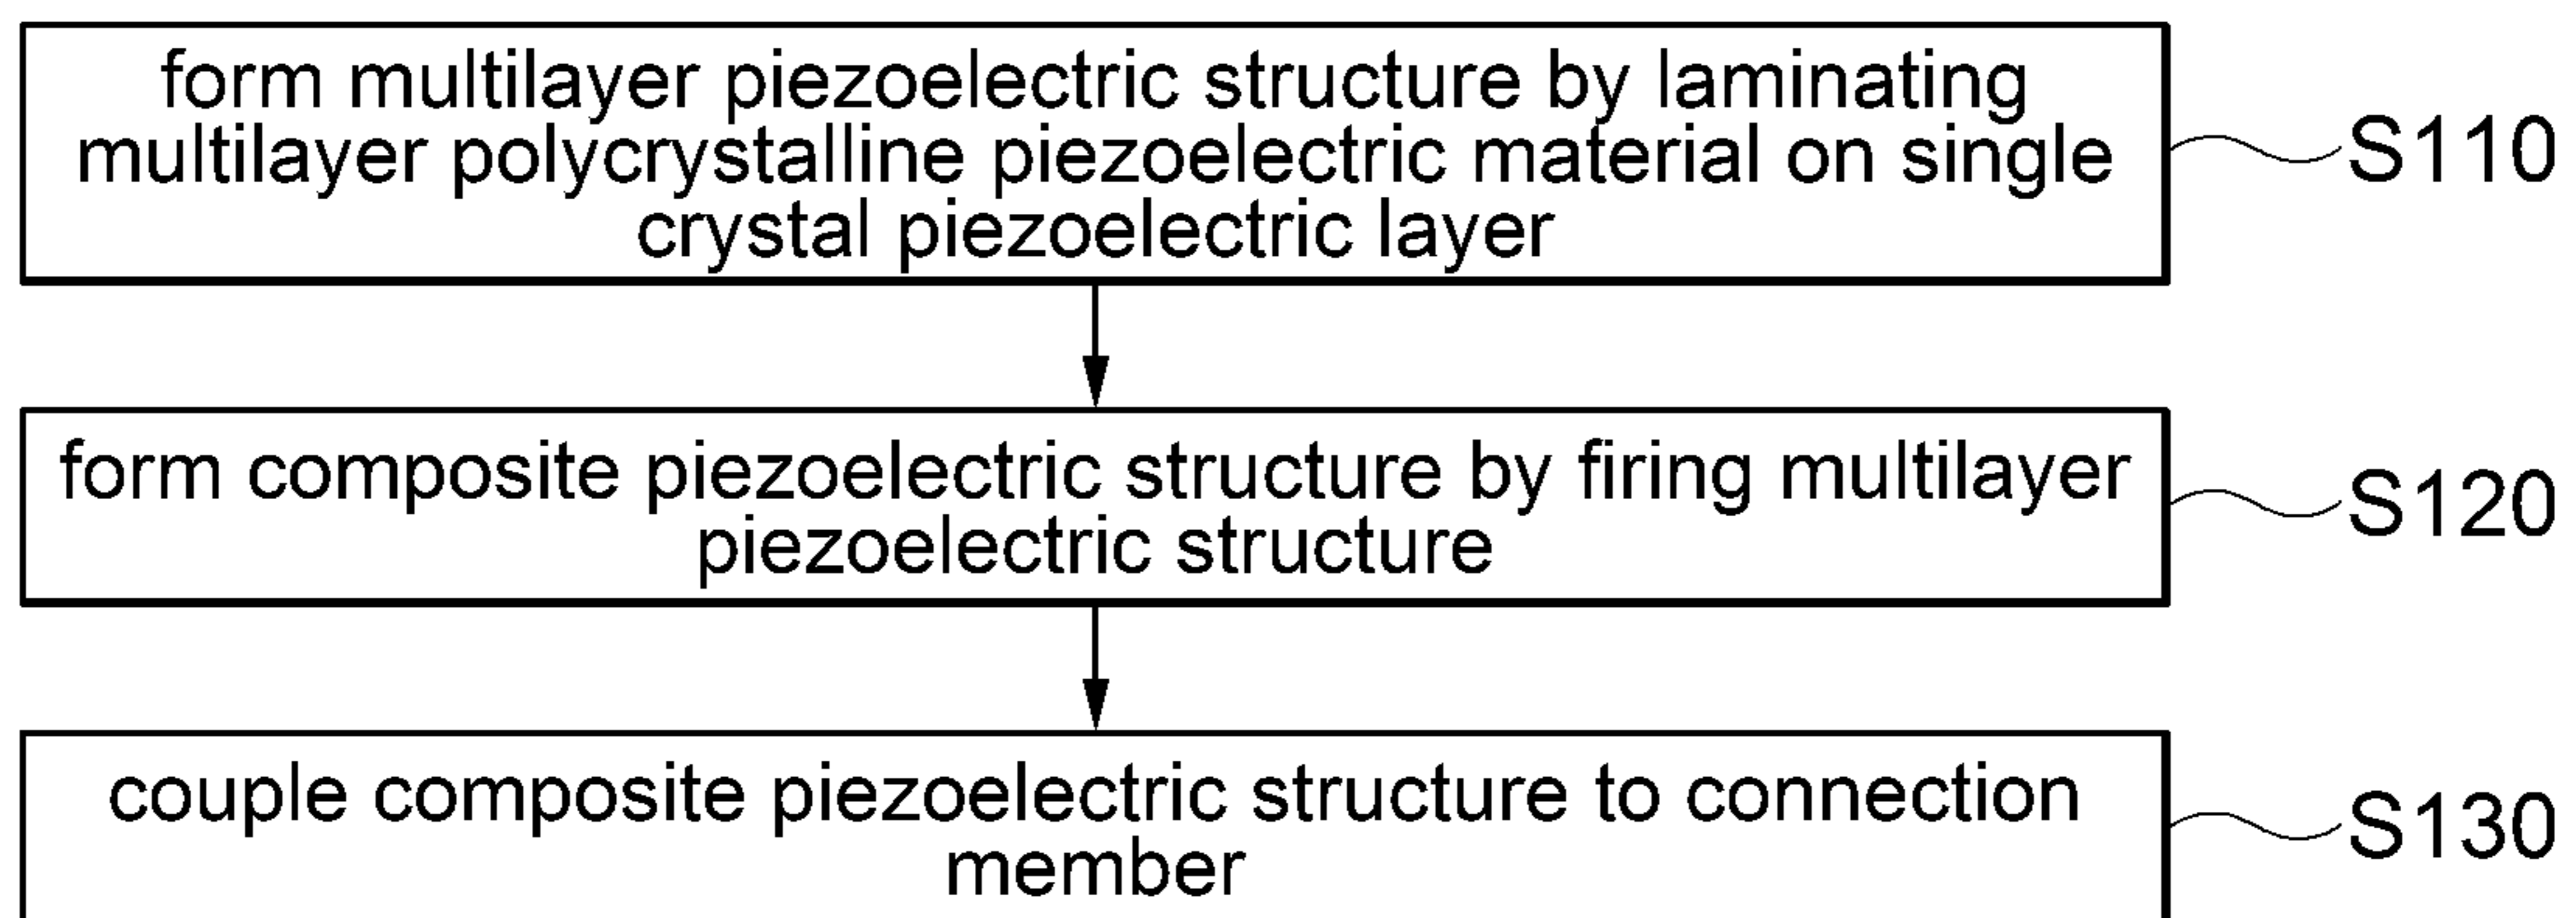 form multilayer piezoelectric structure by laminating
multilayer polycrystalline piezoelectric material on single
crystal piezoelectric layer
S110
form composite piezoelectric structure by firing multilayer
piezoelectric structure
S120
couple composite piezoelectric structure to connection
member
S130